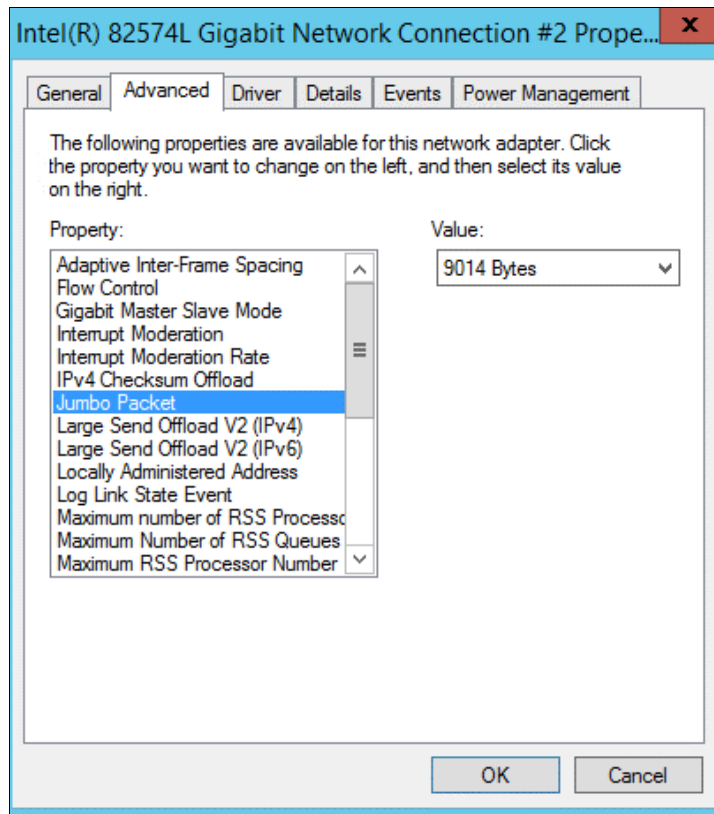 Intel(R) 82574L Gigabit Network Connection #2 Prope...
x
General Advanced Driver Details Events Power Management
The following properties are available for this network adapter. Click
the property you want to change on the left, and then select its value
on the right.
Property: Value:
9014 Bytes
Adaptive Inter-Frame Spacing
Flow Control
Gigabit Master Slave Mode
Interrupt Moderation
Interrupt Moderation Rate
IPv4 Checksum Offload
Jumbo Packet
Large Send Offload V2 (IPv4)
Large Send Offload V2 (IPv6)
Locally Administered Address
Log Link State Event
Maximum number of RSS Processo
Maximum Number of RSS Queues
Maximum RSS Processor Number
OK Cancel